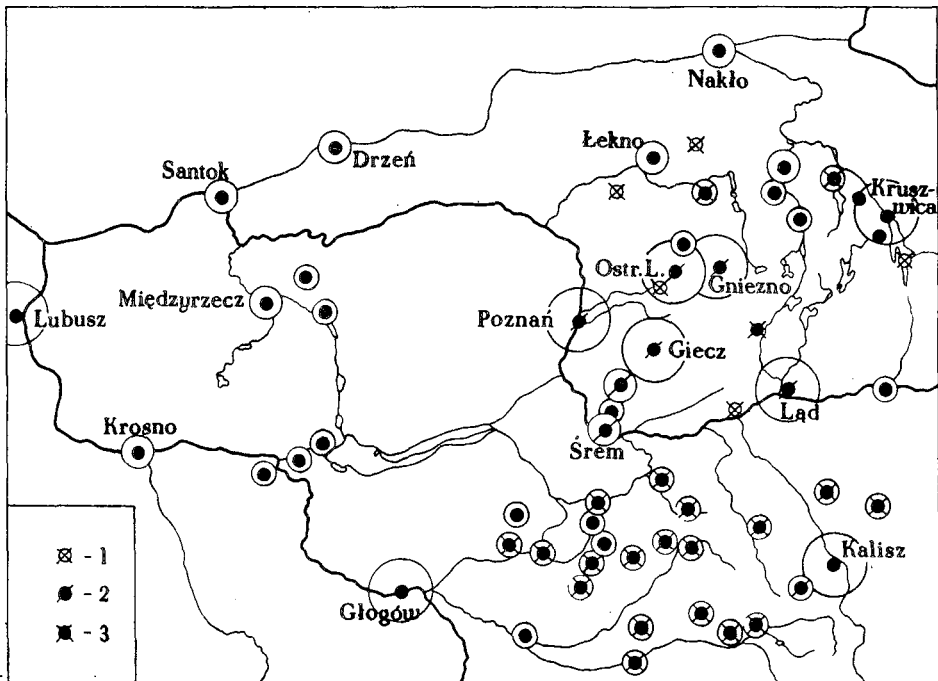 Nakło
Łekno
Drzeń
Santok
Krusz-
wica
Ostr. L.
Gniezno
Międzyrzecz
Lubusz
Poznań
Giecz
Ląd
Krosno
Śrem
Kalisz
Głogów
- 1
- 2
- 3